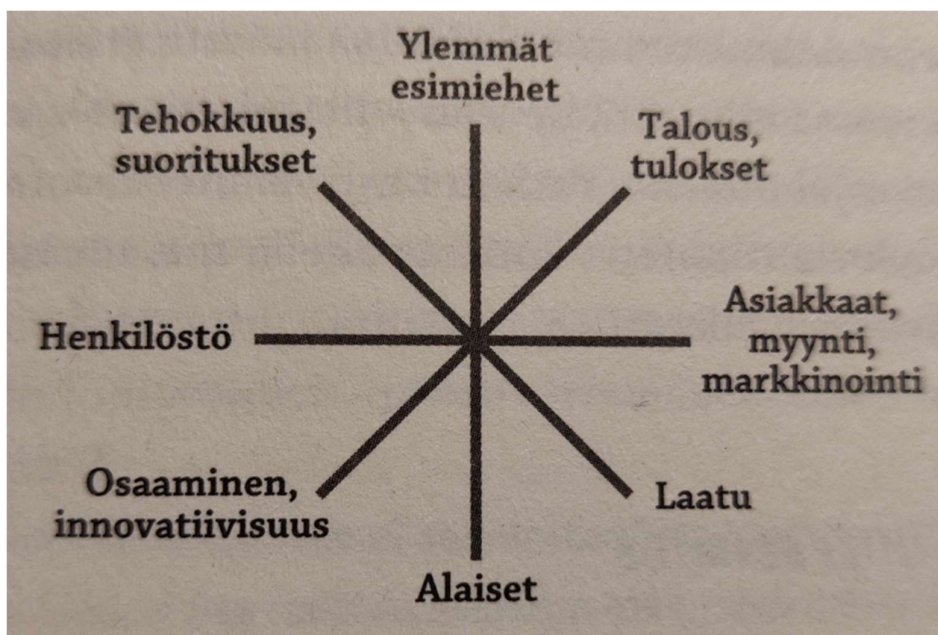 Ylemmät
esimiehet
Tehokkuus,
suoritukset
Talous,
tulokset
Henkilöstö
Asiakkaat,
myynti,
markkinointi
Osaaminen,
innovatiivisuus
Laatu
Alaiset